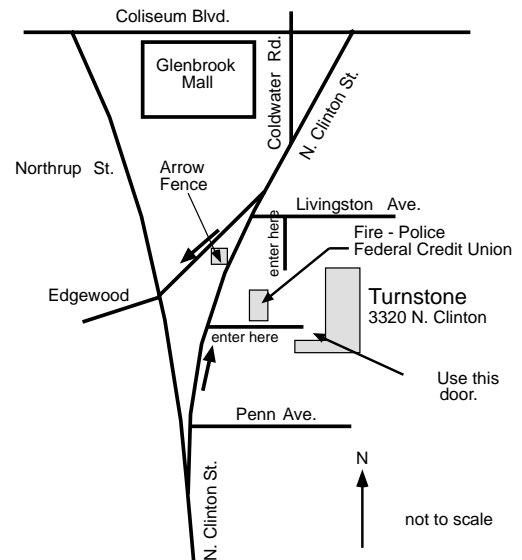 Coliseum Blvd.
Glenbrook
Mall
Coldwater Rd.
N. Clinton St.
Northrup St.
Arrow
Fence
Livingston Ave.
enter here
Fire - Police
Federal Credit Union
Edgewood
Turnstone
3320 N. Clinton
enter here
Use this
door.
Penn Ave.
N. Clinton St.
N
not to scale